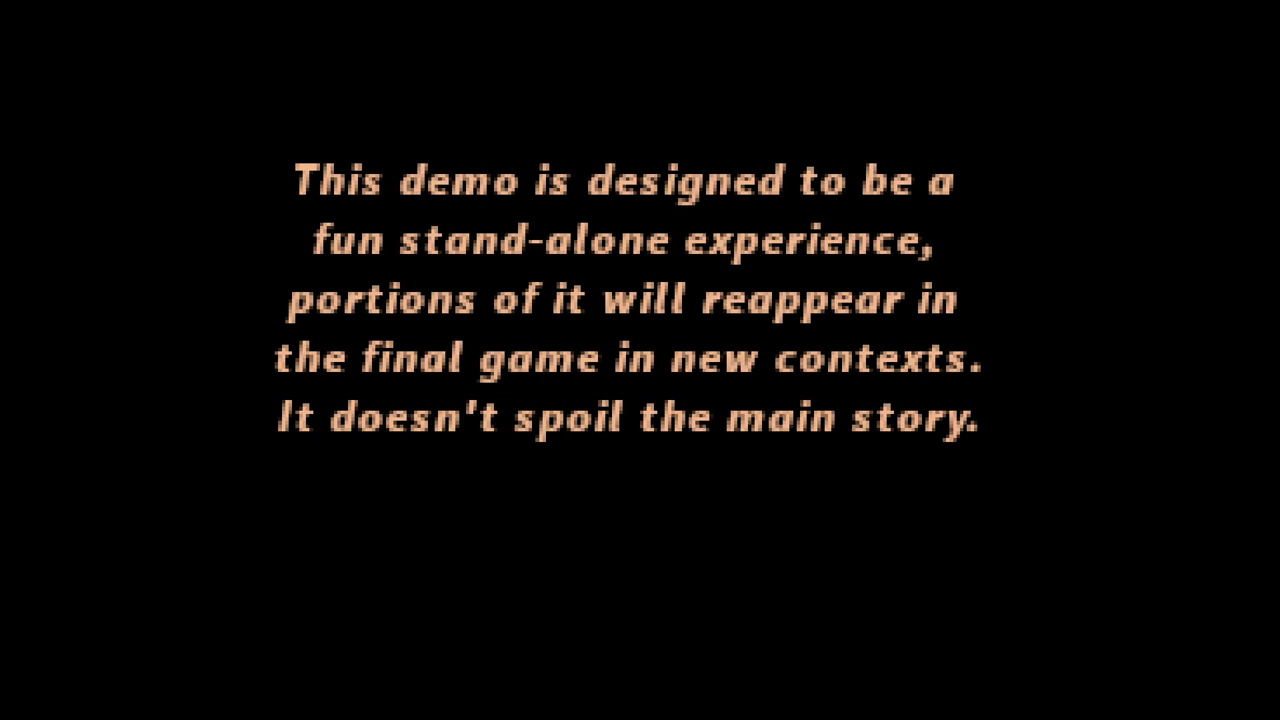 This demo is designed to be a
fun stand-alone experience,
portions of it will reappear in
the final game in new contexts.
It doesn't spoil the main story.